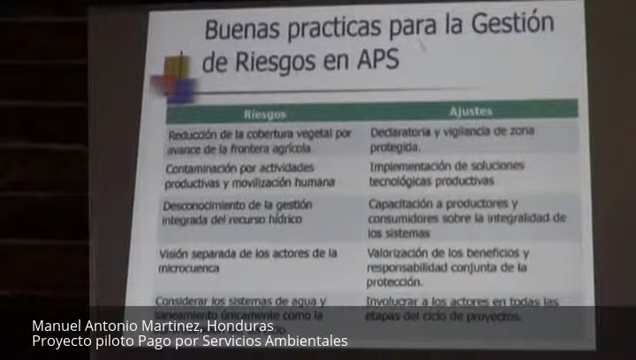 Buenas practicas para la Gestión
de Riesgos en APS
Riesgos
Ajustes
Reducción de la cobertura vegetal por
avance de la frontera agrícola
Declaratoria y vigilancia de zona
protegida.
Contaminación por actividades
productivas y movilización humana
Implementación de soluciones
tecnológicas productivas
Desconocimiento de la gestión
integrada del recurso hídrico
Capacitación a productores y
consumidores sobre la integralidad de
los sistemas
Visión separada de los actores de la
microcuenca
Valorización de los beneficios y
responsabilidad conjunta de la
protección.
Considerar los sistemas de agua y
saneamiento únicamente como la
Involucrar a los actores en todas las
etapas del ciclo de proyectos.
Manuel Antonio Martinez, Honduras
Proyecto piloto Pago por Servicios Ambientales